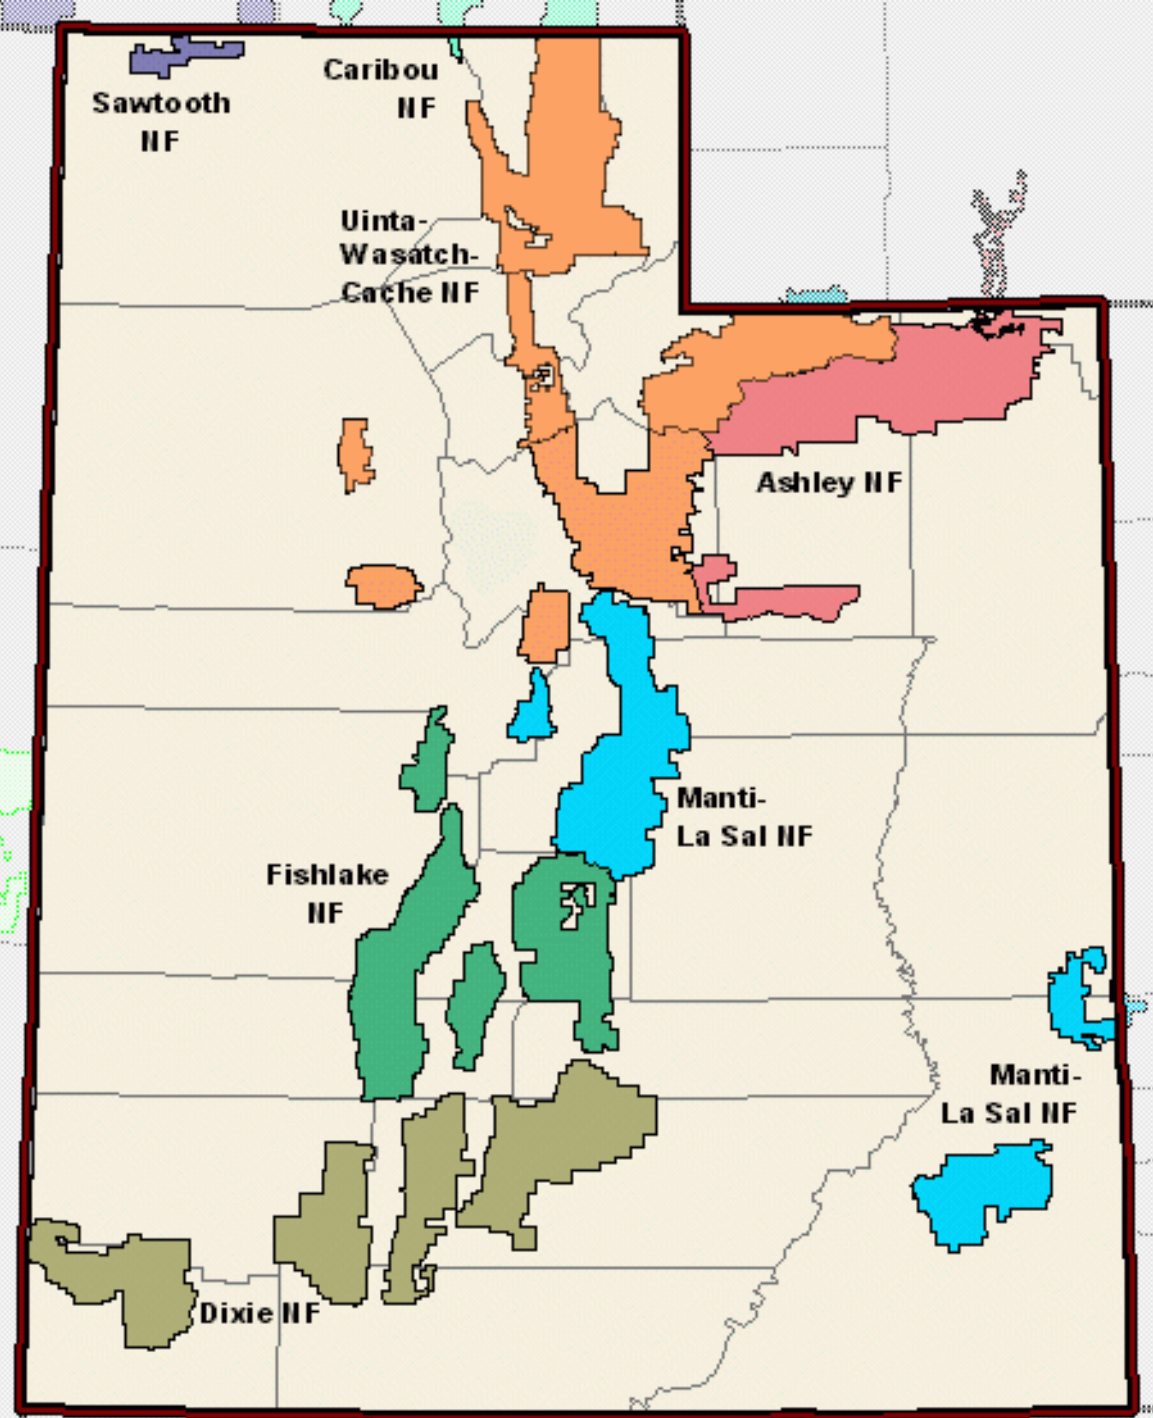 Caribou
NF
Sawtooth
NF
Uinta-
Wasatch-
Cache NF
Ashley NF
Manti-
La Sal NF
Fishlake
NF
Manti-
La Sal NF
Dixie NF